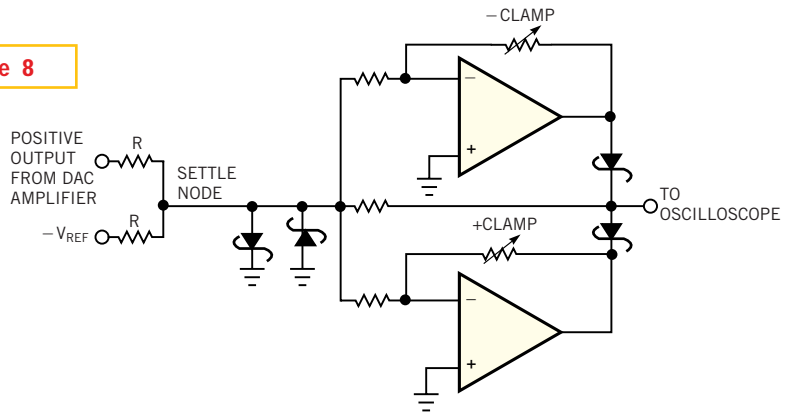 e 8
−CLAMP
−
+
POSITIVE
OUTPUT
FROM DAC
AMPLIFIER
R
SETTLE
NODE
−VREF
R
TO
OSCILLOSCOPE
+CLAMP
−
+